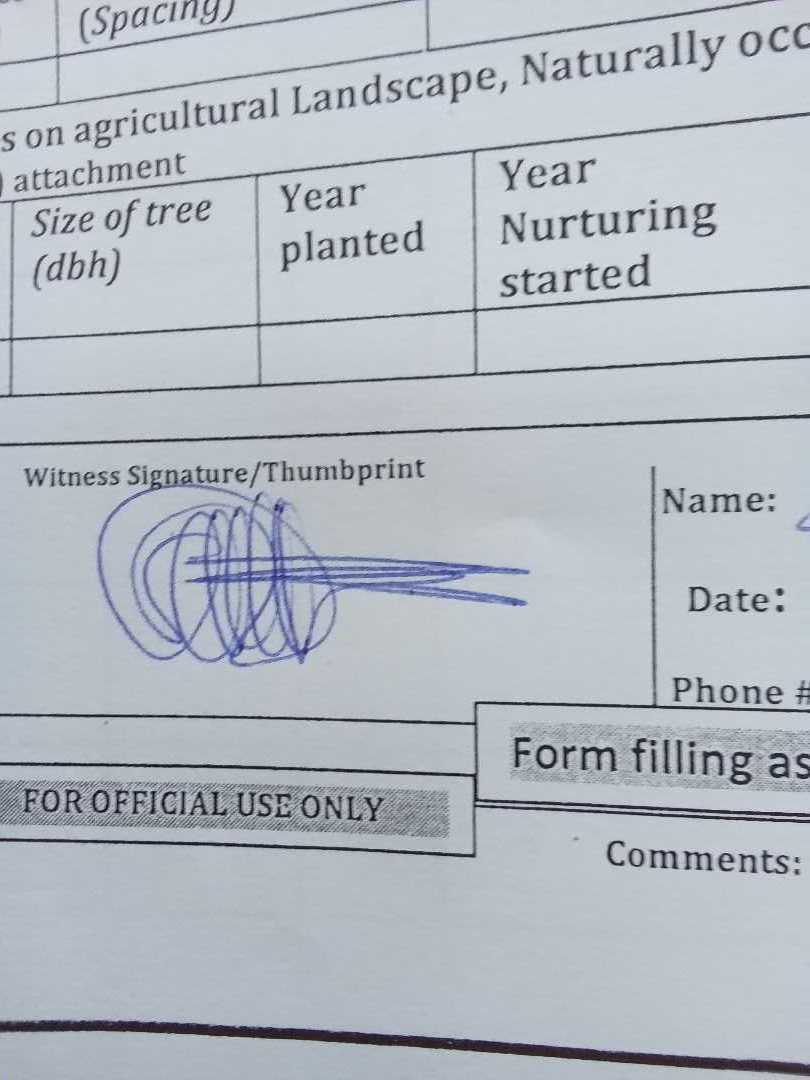 (Spacing)
s on agricultural Landscape, Naturally occ
) attachment
Size of tree
(dbh)
Year
planted
Year
Nurturing
started
Witness Signature/Thumbprint
Name:
Date:
Phone #
Form filling as
FOR OFFICIAL USE ONLY
Comments: